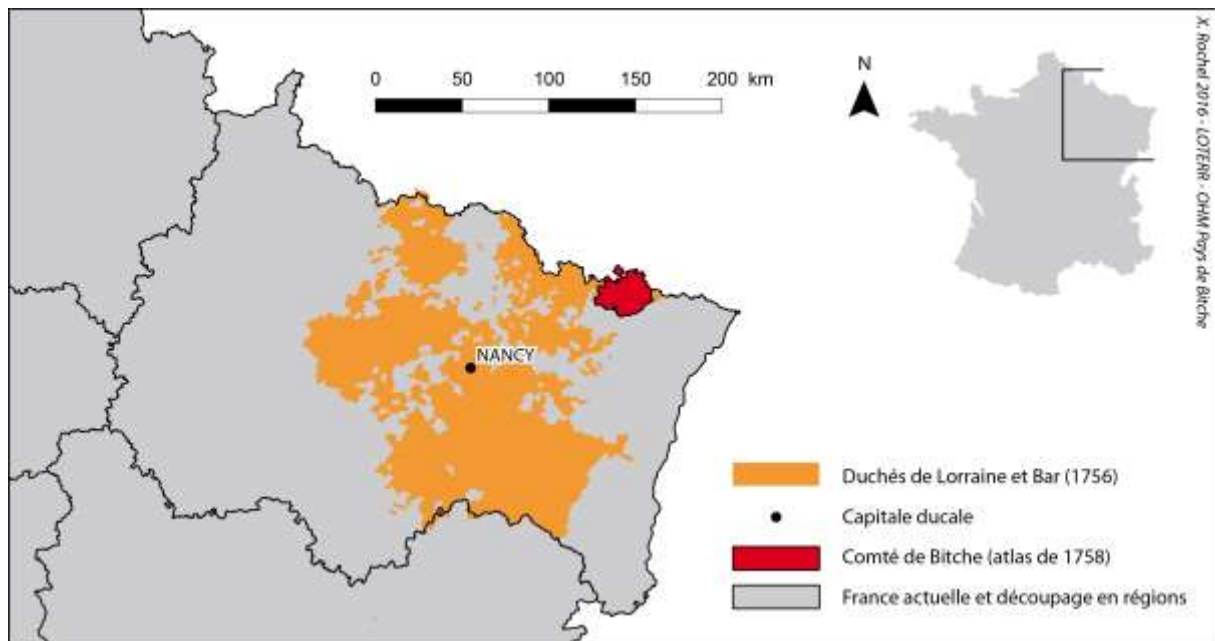 0 50 100 150 200 km
N
X. Rochel 2016 - LOTERR - OHM Pays de Bitche
NANCY
Duchés de Lorraine et Bar (1756)
Capitale ducale
Comté de Bitche (atlas de 1758)
France actuelle et découpage en régions